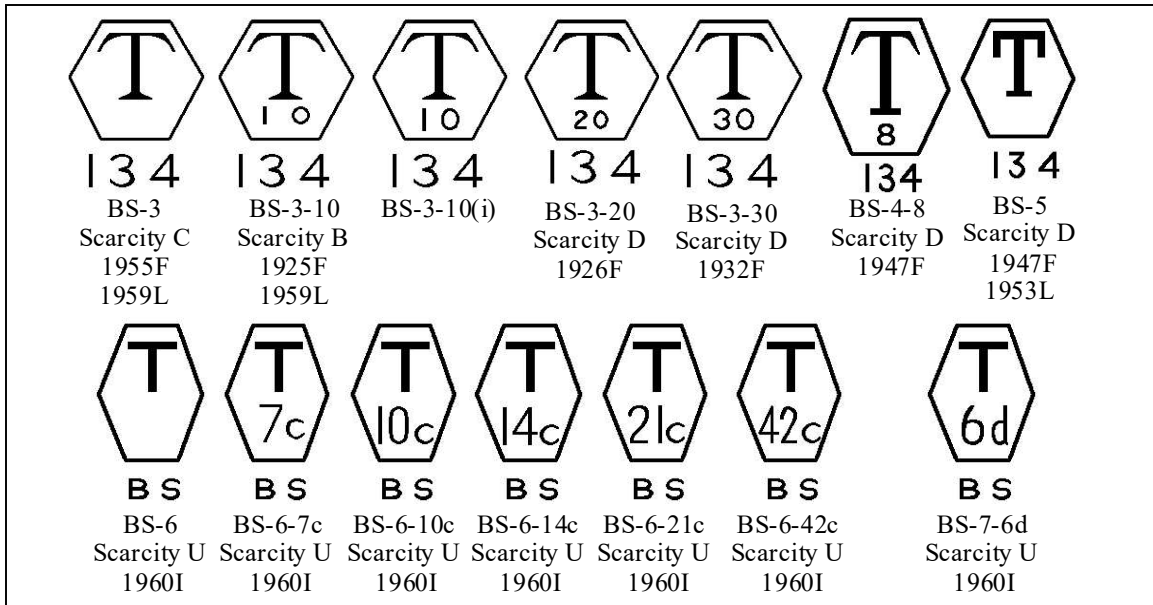 T T T T T T T
1 0 10 20 30 8
134 134 134 134 134 134 134
BS-3 BS-3-10 BS-3-10(i) BS-3-20 BS-3-30 BS-4-8 BS-5
Scarcity C Scarcity B Scarcity D Scarcity D Scarcity D Scarcity D
1955F 1925F 1926F 1932F 1947F 1947F
1959L 1959L 1953L
T T T T T T T
7c 10c 14c 21c 42c 6d
BS BS BS BS BS BS BS
BS-6 BS-6-7c BS-6-10c BS-6-14c BS-6-21c BS-6-42c BS-7-6d
Scarcity U Scarcity U Scarcity U Scarcity U Scarcity U Scarcity U Scarcity U
1960I 1960I 1960I 1960I 1960I 1960I 1960I